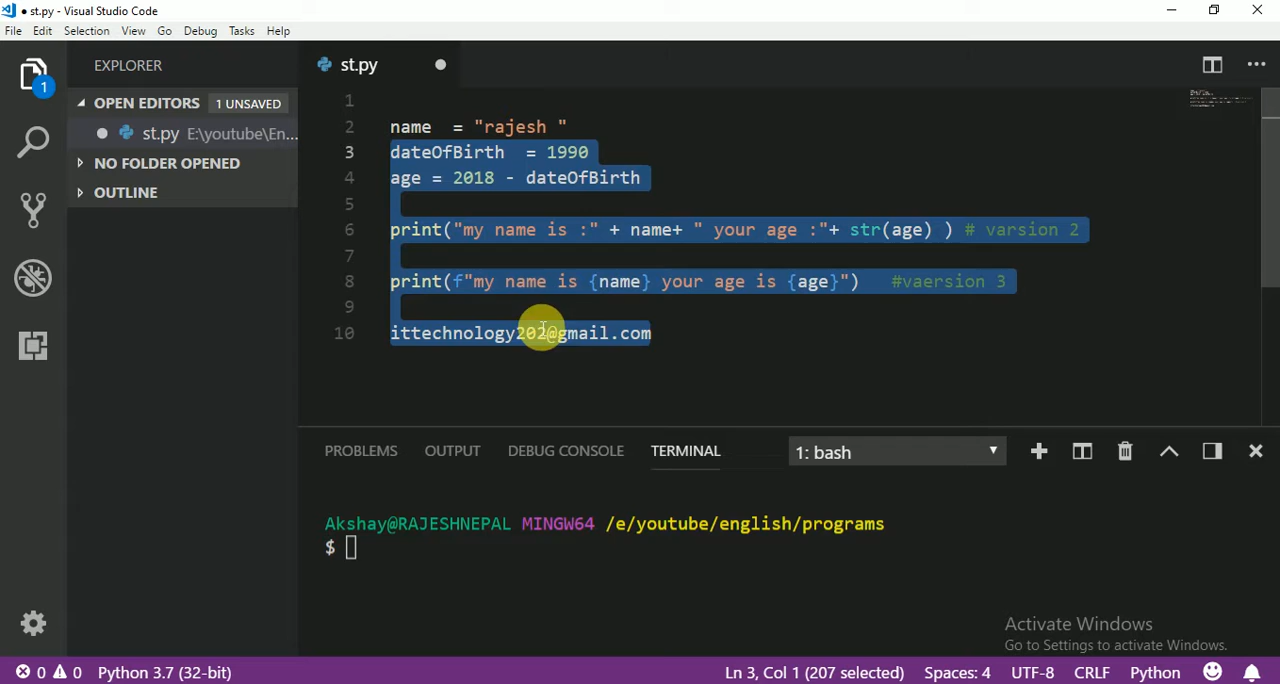 ● st.py - Visual Studio Code
File Edit Selection View Go Debug Tasks Help
EXPLORER
st.py
1
OPEN EDITORS 1 UNSAVED
st.py E:\youtube\En...
NO FOLDER OPENED
OUTLINE
1
2 name = "rajesh "
3 dateOfBirth = 1990
4 age = 2018 - dateOfBirth
5
6 print("my name is :" + name+ " your age :"+ str(age) ) # varsion 2
7
8 print(f"my name is {name} your age is {age}") #vaersion 3
9
10 ittechnology202@gmail.com
PROBLEMS OUTPUT DEBUG CONSOLE TERMINAL 1: bash
Akshay@RAJESHNEPAL MINGW64 /e/youtube/english/programs
$
Activate Windows
Go to Settings to activate Windows.
0 0 Python 3.7 (32-bit) Ln 3, Col 1 (207 selected) Spaces: 4 UTF-8 CRLF Python